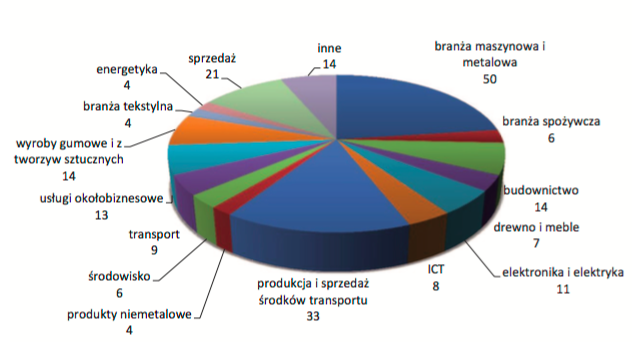 branża maszynowa i
metalowa
50
branża spożywcza
6
budownictwo
14
drewno i meble
7
elektronika i elektryka
11
ICT
8
produkcja i sprzedaż
środków transportu
33
produkty niemetalowe
4
środowisko
6
transport
9
usługi okołobiznesowe
13
wyroby gumowe i z
tworzyw sztucznych
14
branża tekstylna
4
energetyka
4
sprzedaż
21
inne
14